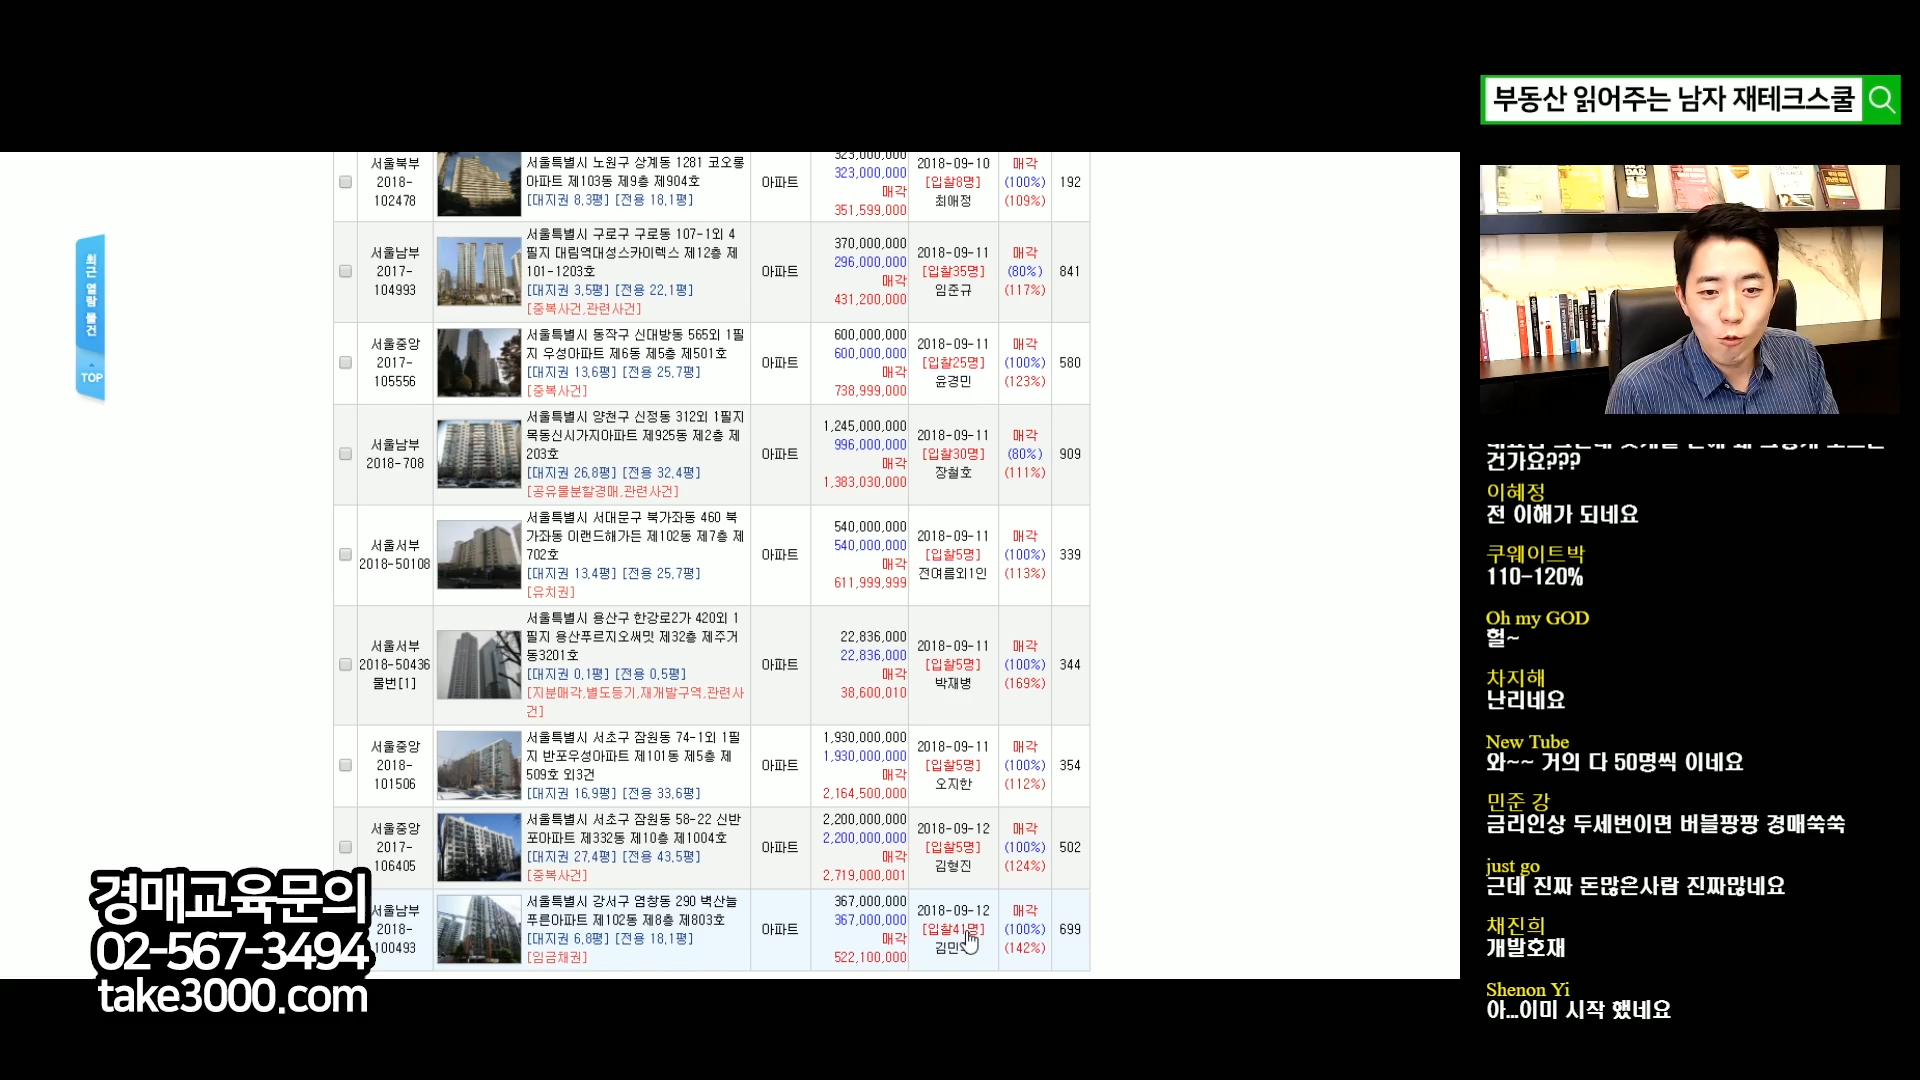 부동산 읽어주는 남자 재테크스쿨
최근 열람 물건
TOP
서울북부
2018-
102478
서울특별시 노원구 상계동 1281 코오롱
아파트 제103동 제9층 제904호
[대지권 8.3평] [전용 18.1평]
아파트
323,000,000
323,000,000
매각
351,599,000
2018-09-10
[입찰8명]
최애정
매각
(100%)
(109%)
192
서울남부
2017-
104993
서울특별시 구로구 구로동 107-1외 4
필지 대림역대성스카이렉스 제12층 제
101-1203호
[대지권 3.5평] [전용 22.1평]
[중복사건,관련사건]
아파트
370,000,000
296,000,000
매각
431,200,000
2018-09-11
[입찰35명]
임준규
매각
(80%)
(117%)
841
서울중앙
2017-
105556
서울특별시 동작구 신대방동 565외 1필
지 우성아파트 제6동 제5층 제501호
[대지권 13.6평] [전용 25.7평]
[중복사건]
아파트
600,000,000
600,000,000
매각
738,999,000
2018-09-11
[입찰25명]
윤경민
매각
(100%)
(123%)
580
서울남부
2018-708
서울특별시 양천구 신정동 312외 1필지
목동신시가지아파트 제925동 제2층 제
203호
[대지권 26.8평] [전용 32.4평]
[공유물분할경매,관련사건]
아파트
1,245,000,000
996,000,000
매각
1,383,030,000
2018-09-11
[입찰30명]
장철호
매각
(80%)
(111%)
909
서울서부
2018-50108
서울특별시 서대문구 북가좌동 460 북
가좌동 이랜드해가든 제102동 제7층 제
702호
[대지권 13.4평] [전용 25.7평]
[유치권]
아파트
540,000,000
540,000,000
매각
611,999,999
2018-09-11
[입찰5명]
전여름외1인
매각
(100%)
(113%)
339
서울서부
2018-50436
물번[1]
서울특별시 용산구 한강로2가 420외 1
필지 용산푸르지오써밋 제32층 제주거
동3201호
[대지권 0.1평] [전용 0.5평]
[지분매각,별도등기,재개발구역,관련사
건]
아파트
22,836,000
22,836,000
매각
38,600,010
2018-09-11
[입찰5명]
박재병
매각
(100%)
(169%)
344
서울중앙
2018-
101506
서울특별시 서초구 잠원동 74-1외 1필
지 반포우성아파트 제101동 제5층 제
509호 외3건
[대지권 16.9평] [전용 33.6평]
아파트
1,930,000,000
1,930,000,000
매각
2,164,500,000
2018-09-11
[입찰5명]
오지한
매각
(100%)
(112%)
354
서울중앙
2017-
106405
서울특별시 서초구 잠원동 58-22 신반
포아파트 제332동 제10층 제1004호
[대지권 27.4평] [전용 43.5평]
[중복사건]
아파트
2,200,000,000
2,200,000,000
매각
2,719,000,001
2018-09-12
[입찰5명]
김형진
매각
(100%)
(124%)
502
서울남부
2018-
100493
서울특별시 강서구 염창동 290 벽산늘
푸른아파트 제102동 제8층 제803호
[대지권 6.8평] [전용 18.1평]
[임금채권]
아파트
367,000,000
367,000,000
매각
522,100,000
2018-09-12
[입찰41명]
매각
(100%)
(142%)
699
경매교육문의
02-567-3494
take3000.com
건가요???
이혜정
전 이해가 되네요
쿠웨이트박
110-120%
Oh my GOD
헐~
차지해
난리네요
New Tube
와~~ 거의 다 50명씩 이네요
민준 강
금리인상 두세번이면 버블팡팡 경매쑥쑥
just go
근데 진짜 돈많은사람 진짜많네요
채진희
개발호재
Shenon Yi
아...이미 시작 했네요